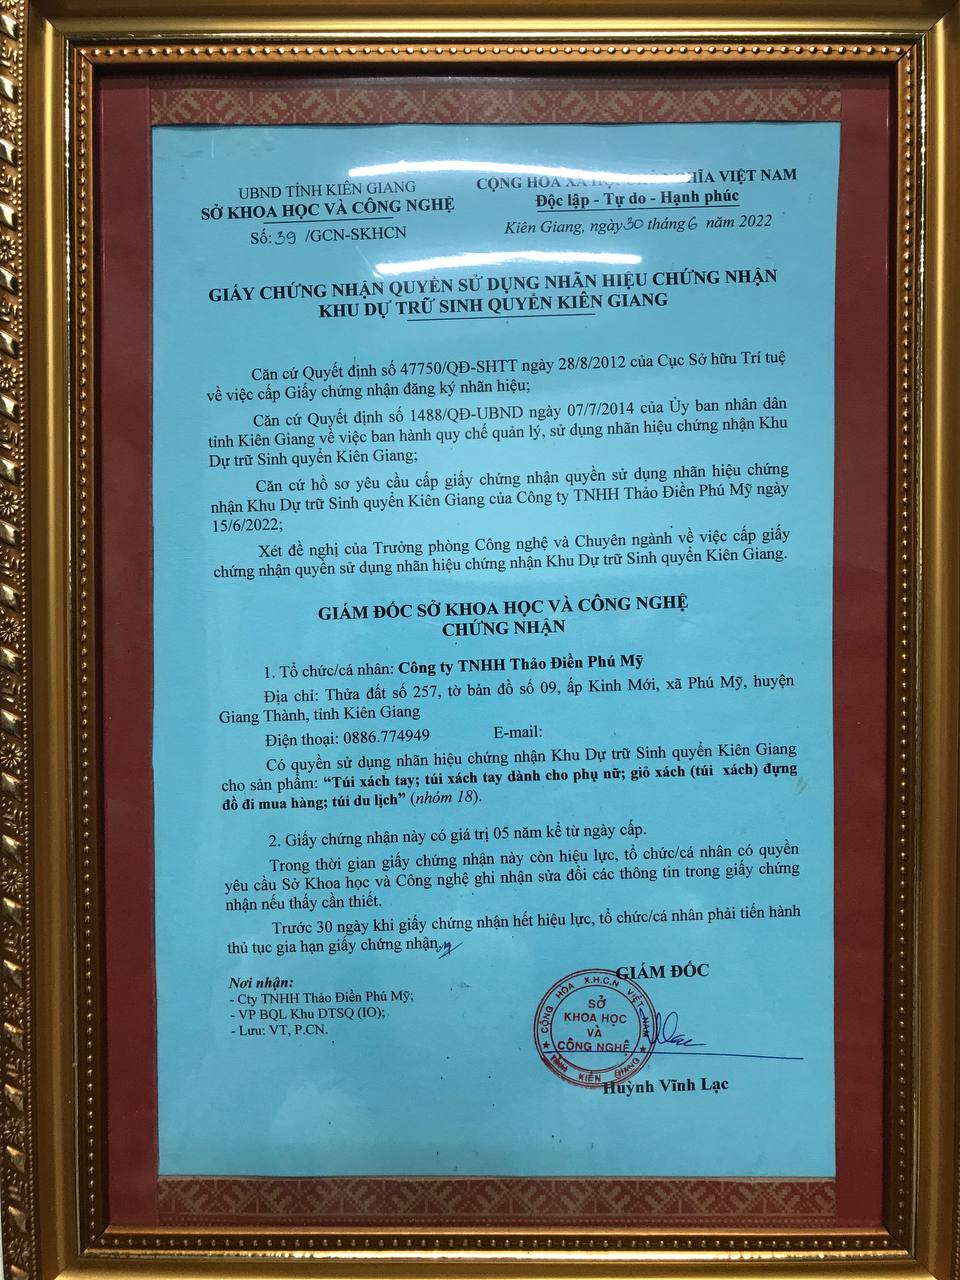 UBND TỈNH KIÊN GIANG
SỞ KHOA HỌC VÀ CÔNG NGHỆ
Số: 39 /GCN-SKHCN
CỘNG HÒA XÃ HỘI CHỦ NGHĨA VIỆT NAM
Độc lập - Tự do - Hạnh phúc
Kiên Giang, ngày 30 tháng 6 năm 2022
GIẤY CHỨNG NHẬN QUYỀN SỬ DỤNG NHÃN HIỆU CHỨNG NHẬN
KHU DỰ TRỮ SINH QUYỂN KIÊN GIANG
Căn cứ Quyết định số 47750/QĐ-SHTT ngày 28/8/2012 của Cục Sở hữu Trí tuệ
về việc cấp Giấy chứng nhận đăng ký nhãn hiệu;
Căn cứ Quyết định số 1488/QĐ-UBND ngày 07/7/2014 của Ủy ban nhân dân
tỉnh Kiên Giang về việc ban hành quy chế quản lý, sử dụng nhãn hiệu chứng nhận Khu
Dự trữ Sinh quyển Kiên Giang;
Căn cứ hồ sơ yêu cầu cấp giấy chứng nhận quyền sử dụng nhãn hiệu chứng
nhận Khu Dự trữ Sinh quyển Kiên Giang của Công ty TNHH Thảo Điền Phú Mỹ ngày
15/6/2022;
Xét đề nghị của Trưởng phòng Công nghệ và Chuyên ngành về việc cấp giấy
chứng nhận quyền sử dụng nhãn hiệu chứng nhận Khu Dự trữ Sinh quyển Kiên Giang.
GIÁM ĐỐC SỞ KHOA HỌC VÀ CÔNG NGHỆ
CHỨNG NHẬN
1. Tổ chức/cá nhân: Công ty TNHH Thảo Điền Phú Mỹ
Địa chỉ: Thửa đất số 257, tờ bản đồ số 09, ấp Kinh Mới, xã Phú Mỹ, huyện
Giang Thành, tỉnh Kiên Giang
Điện thoại: 0886.774949 E-mail:
Có quyền sử dụng nhãn hiệu chứng nhận Khu Dự trữ Sinh quyển Kiên Giang
cho sản phẩm: “Túi xách tay; túi xách tay dành cho phụ nữ; giỏ xách (túi xách) đựng
đồ đi mua hàng; túi du lịch” (nhóm 18).
2. Giấy chứng nhận này có giá trị 05 năm kể từ ngày cấp.
Trong thời gian giấy chứng nhận này còn hiệu lực, tổ chức/cá nhân có quyền
yêu cầu Sở Khoa học và Công nghệ ghi nhận sửa đổi các thông tin trong giấy chứng
nhận nếu thấy cần thiết.
Trước 30 ngày khi giấy chứng nhận hết hiệu lực, tổ chức/cá nhân phải tiến hành
thủ tục gia hạn giấy chứng nhận.
Nơi nhận:
- Cty TNHH Thảo Điền Phú Mỹ;
- VP BQL Khu DTSQ (IO);
- Lưu: VT, P.CN.
GIÁM ĐỐC
CỘNG HÒA X.H.C.N VIỆT NAM
SỞ
KHOA HỌC
VÀ
CÔNG NGHỆ
TỈNH KIÊN GIANG
Huỳnh Vĩnh Lạc